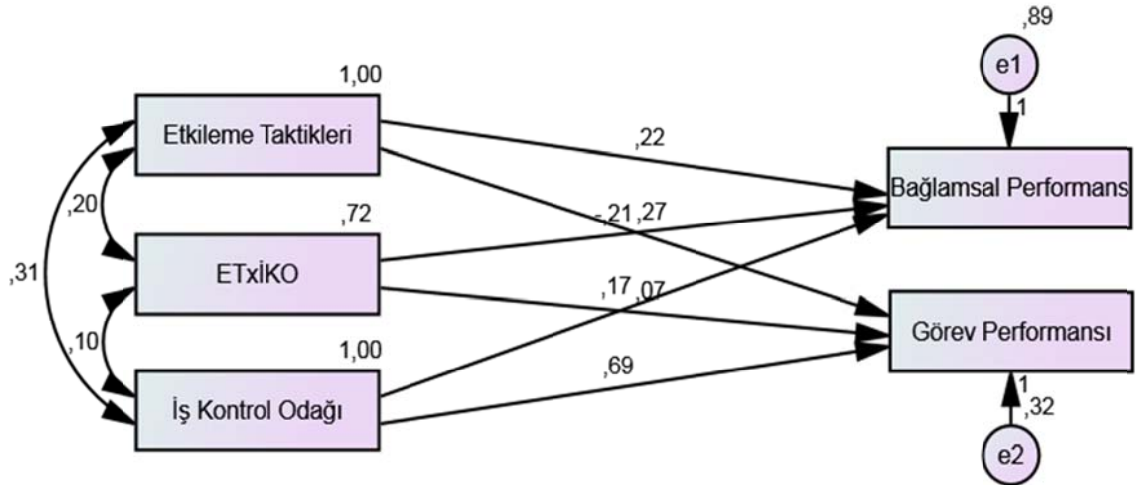 ,89
e1
1,00
1
Etkileme Taktikleri
,22
Bağlamsal Performans
,20
,72
-,21
,27
,31
ETxİKO
,17
,07
Görev Performansı
,10
1,00
,69
İş Kontrol Odağı
1
,32
e2